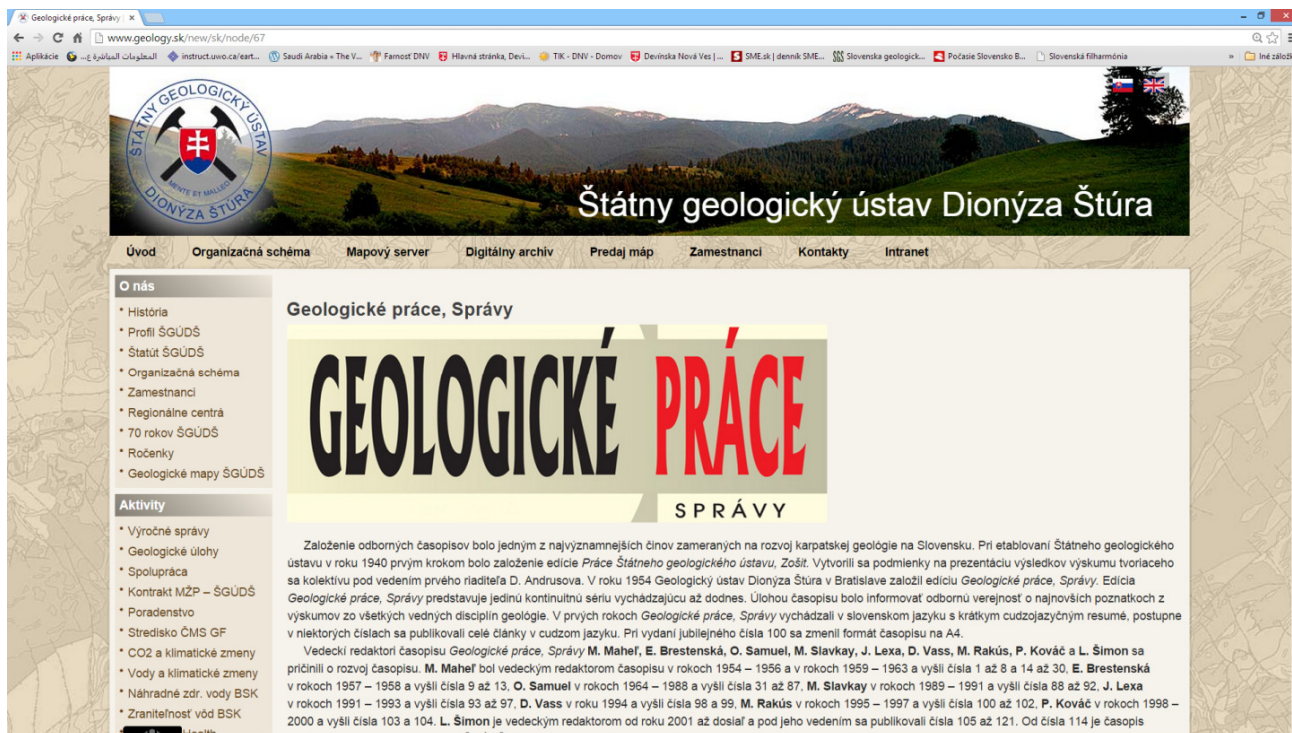 Geologické práce, Správy
www.geology.sk/new/sk/node/67
Aplikácie
المعلومات المباشرة ع...
instruct.uwo.ca/eart...
Saudi Arabia « The V...
Farnosť DNV
Hlavná stránka, Deví...
TIK - DNV - Domov
Devínska Nová Ves | ...
SME.sk | denník SME...
Slovenska geologick...
Počasie Slovensko B...
Slovenská filharmónia
»
Iné záložk
ŠTÁTNY GEOLOGICKÝ ÚSTAV
DIONÝZA ŠTÚRA
MENTE ET MALLEO
Štátny geologický ústav Dionýza Štúra
Úvod
Organizačná schéma
Mapový server
Digitálny archiv
Predaj máp
Zamestnanci
Kontakty
Intranet
O nás
* História
* Profil ŠGÚDŠ
* Štatút ŠGÚDŠ
* Organizačná schéma
* Zamestnanci
* Regionálne centrá
* 70 rokov ŠGÚDŠ
* Ročenky
* Geologické mapy ŠGÚDŠ
Aktivity
* Výročné správy
* Geologické úlohy
* Spolupráca
* Kontrakt MŽP – ŠGÚDŠ
* Poradenstvo
* Stredisko ČMS GF
* CO2 a klimatické zmeny
* Vody a klimatické zmeny
* Náhradné zdr. vody BSK
* Zraniteľnosť vôd BSK
Geologické práce, Správy
GEOLOGICKÉ PRÁCE
SPRÁVY
Založenie odborných časopisov bolo jedným z najvýznamnejších činov zameraných na rozvoj karpatskej geológie na Slovensku. Pri etablovaní Štátneho geologického
ústavu v roku 1940 prvým krokom bolo založenie edície Práce Štátneho geologického ústavu, Zošit. Vytvorili sa podmienky na prezentáciu výsledkov výskumu tvoriaceho
sa kolektívu pod vedením prvého riaditeľa D. Andrusova. V roku 1954 Geologický ústav Dionýza Štúra v Bratislave založil edíciu Geologické práce, Správy. Edícia
Geologické práce, Správy predstavuje jedinú kontinuitnú sériu vychádzajúcu až dodnes. Úlohou časopisu bolo informovať odbornú verejnosť o najnovších poznatkoch z
výskumov zo všetkých vedných disciplín geológie. V prvých rokoch Geologické práce, Správy vychádzali v slovenskom jazyku s krátkym cudzojazyčným resumé, postupne
v niektorých číslach sa publikovali celé články v cudzom jazyku. Pri vydaní jubilejného čísla 100 sa zmenil formát časopisu na A4.
Vedeckí redaktori časopisu Geologické práce, Správy M. Maheľ, E. Brestenská, O. Samuel, M. Slavkay, J. Lexa, D. Vass, M. Rakús, P. Kováč a L. Šimon sa
pričinili o rozvoj časopisu. M. Maheľ bol vedeckým redaktorom časopisu v rokoch 1954 – 1956 a v rokoch 1959 – 1963 a vyšli čísla 1 až 8 a 14 až 30, E. Brestenská
v rokoch 1957 – 1958 a vyšli čísla 9 až 13, O. Samuel v rokoch 1964 – 1988 a vyšli čísla 31 až 87, M. Slavkay v rokoch 1989 – 1991 a vyšli čísla 88 až 92, J. Lexa
v rokoch 1991 – 1993 a vyšli čísla 93 až 97, D. Vass v roku 1994 a vyšli čísla 98 a 99, M. Rakús v rokoch 1995 – 1997 a vyšli čísla 100 až 102, P. Kováč v rokoch 1998 –
2000 a vyšli čísla 103 a 104. L. Šimon je vedeckým redaktorom od roku 2001 až dosiaľ a pod jeho vedením sa publikovali čísla 105 až 121. Od čísla 114 je časopis